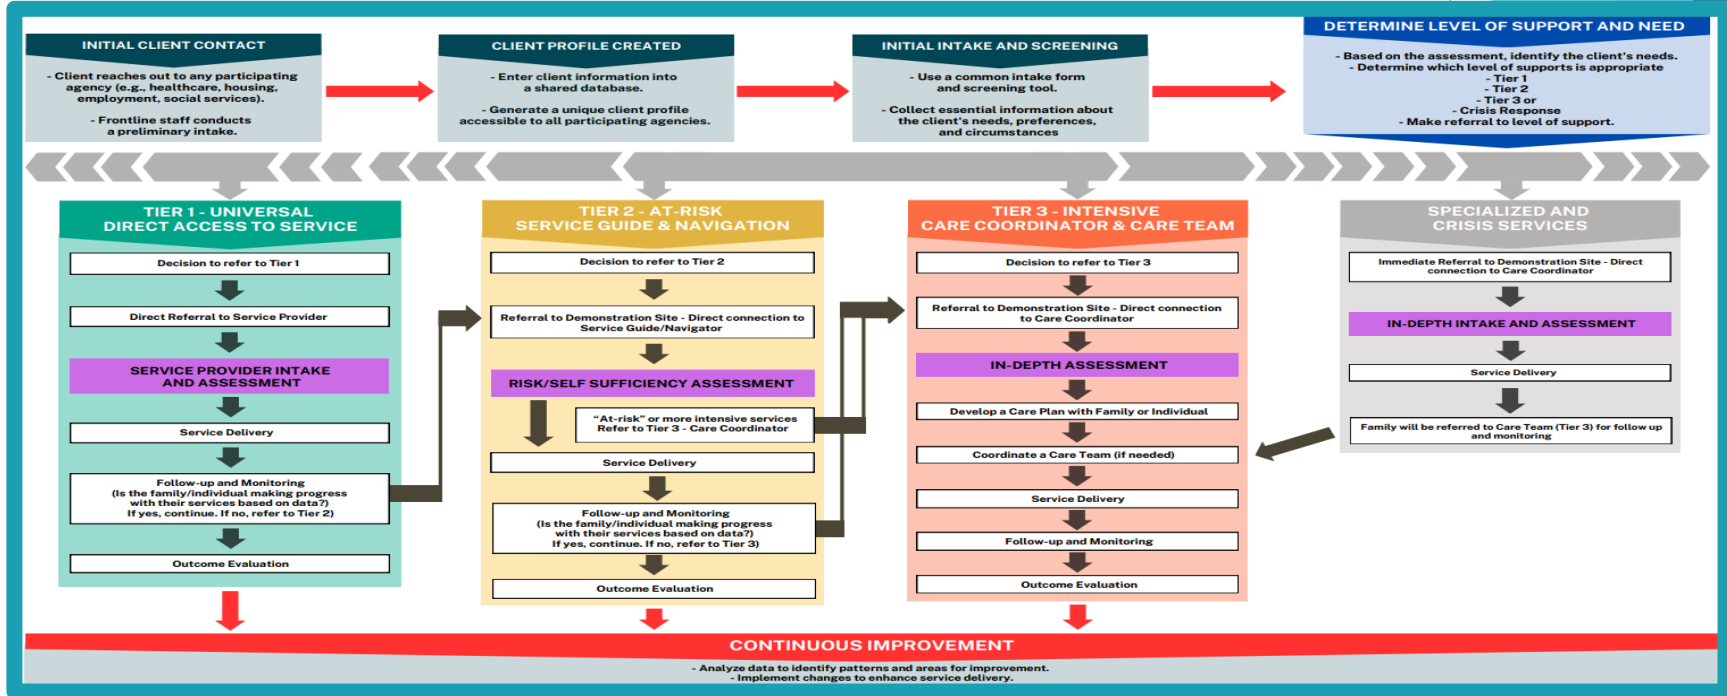 INITIAL CLIENT CONTACT
- Client reaches out to any participating
agency (e.g., healthcare, housing,
employment, social services).
- Frontline staff conducts
a preliminary intake.
CLIENT PROFILE CREATED
- Enter client information into
a shared database.
- Generate a unique client profile
accessible to all participating agencies.
INITIAL INTAKE AND SCREENING
- Use a common intake form
and screening tool.
- Collect essential information about
the client's needs, preferences,
and circumstances
DETERMINE LEVEL OF SUPPORT AND NEED
- Based on the assessment, identify the client's needs.
- Determine which level of supports is appropriate
- Tier 1
- Tier 2
- Tier 3 or
- Crisis Response
- Make referral to level of support.
TIER 1 - UNIVERSAL
DIRECT ACCESS TO SERVICE
Decision to refer to Tier 1
Direct Referral to Service Provider
SERVICE PROVIDER INTAKE
AND ASSESSMENT
Service Delivery
Follow-up and Monitoring
(Is the family/individual making progress
with their services based on data?)
If yes, continue. If no, refer to Tier 2)
Outcome Evaluation
TIER 2 - AT-RISK
SERVICE GUIDE & NAVIGATION
Decision to refer to Tier 2
Referral to Demonstration Site - Direct connection to
Service Guide/Navigator
RISK/SELF SUFFICIENCY ASSESSMENT
“At-risk” or more intensive services
Refer to Tier 3 - Care Coordinator
Service Delivery
Follow-up and Monitoring
(Is the family/individual making progress
with their services based on data?)
If yes, continue. If no, refer to Tier 3)
Outcome Evaluation
TIER 3 - INTENSIVE
CARE COORDINATOR & CARE TEAM
Decision to refer to Tier 3
Referral to Demonstration Site - Direct connection
to Care Coordinator
IN-DEPTH ASSESSMENT
Develop a Care Plan with Family or Individual
Coordinate a Care Team (if needed)
Service Delivery
Follow-up and Monitoring
Outcome Evaluation
SPECIALIZED AND
CRISIS SERVICES
Immediate Referral to Demonstration Site - Direct
connection to Care Coordinator
IN-DEPTH INTAKE AND ASSESSMENT
Service Delivery
Family will be referred to Care Team (Tier 3) for follow up
and monitoring
CONTINUOUS IMPROVEMENT
- Analyze data to identify patterns and areas for improvement.
- Implement changes to enhance service delivery.